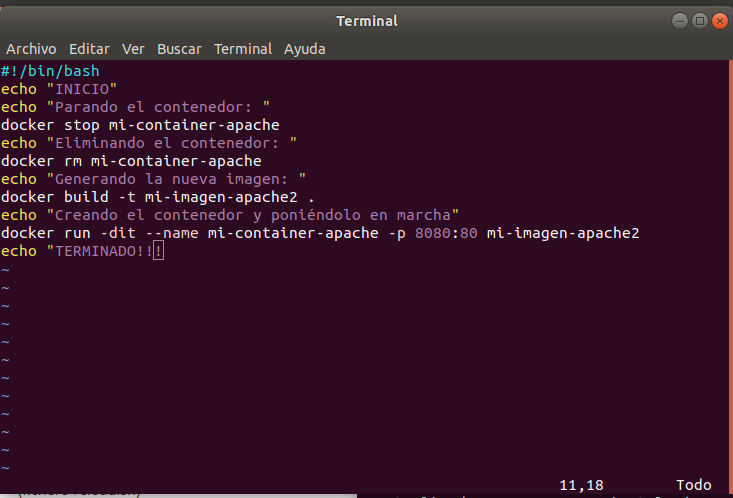 Terminal
Archivo Editar Ver Buscar Terminal Ayuda
#!/bin/bash
echo "INICIO"
echo "Parando el contenedor: "
docker stop mi-container-apache
echo "Eliminando el contenedor: "
docker rm mi-container-apache
echo "Generando la nueva imagen: "
docker build -t mi-imagen-apache2 .
echo "Creando el contenedor y poniéndolo en marcha"
docker run -dit --name mi-container-apache -p 8080:80 mi-imagen-apache2
echo "TERMINADO!!!
~
~
~
~
~
~
~
~
~
~
~
~
11,18 Todo